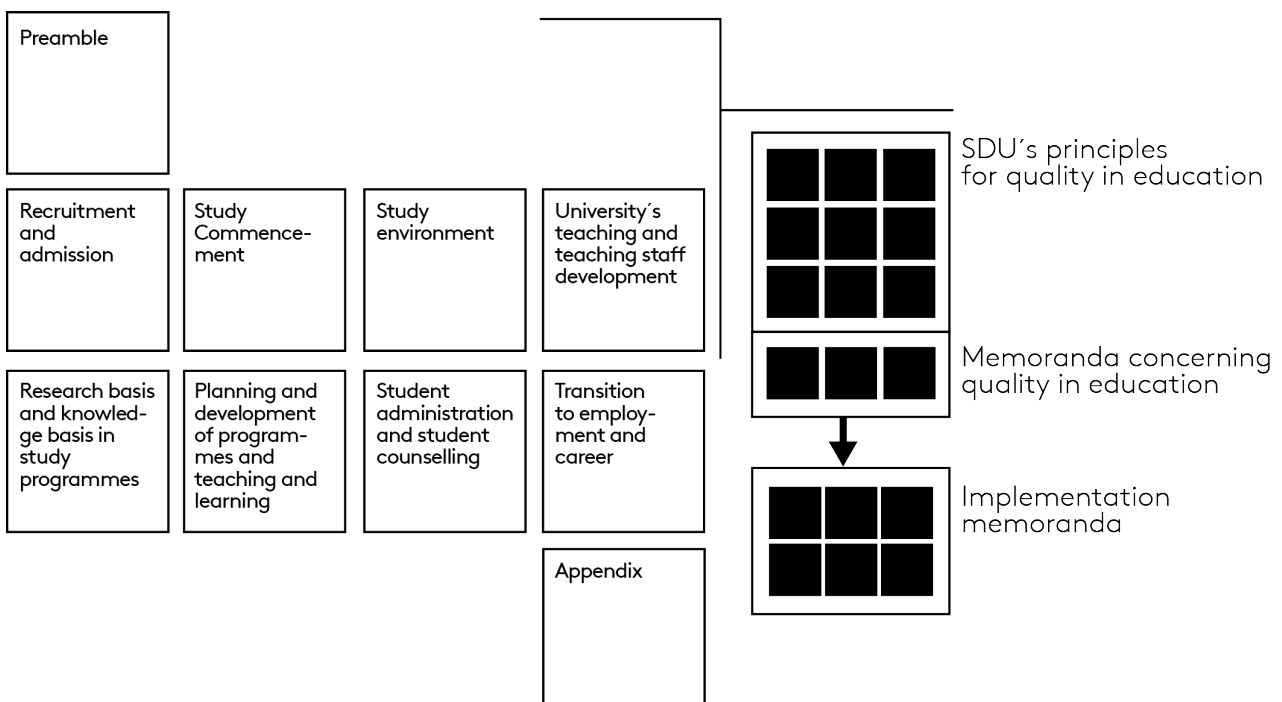 Preamble
Recruitment
and
admission
Study
Commence-
ment
Study
environment
University´s
teaching and
teaching staff
development
Research basis
and knowled-
ge basis in
study
programmes
Planning and
development
of program-
mes and
teaching and
learning
Student
administration
and student
counselling
Transition
to employ-
ment and
career
Appendix
SDU´s principles
for quality in education
Memoranda concerning
quality in education
Implementation
memoranda